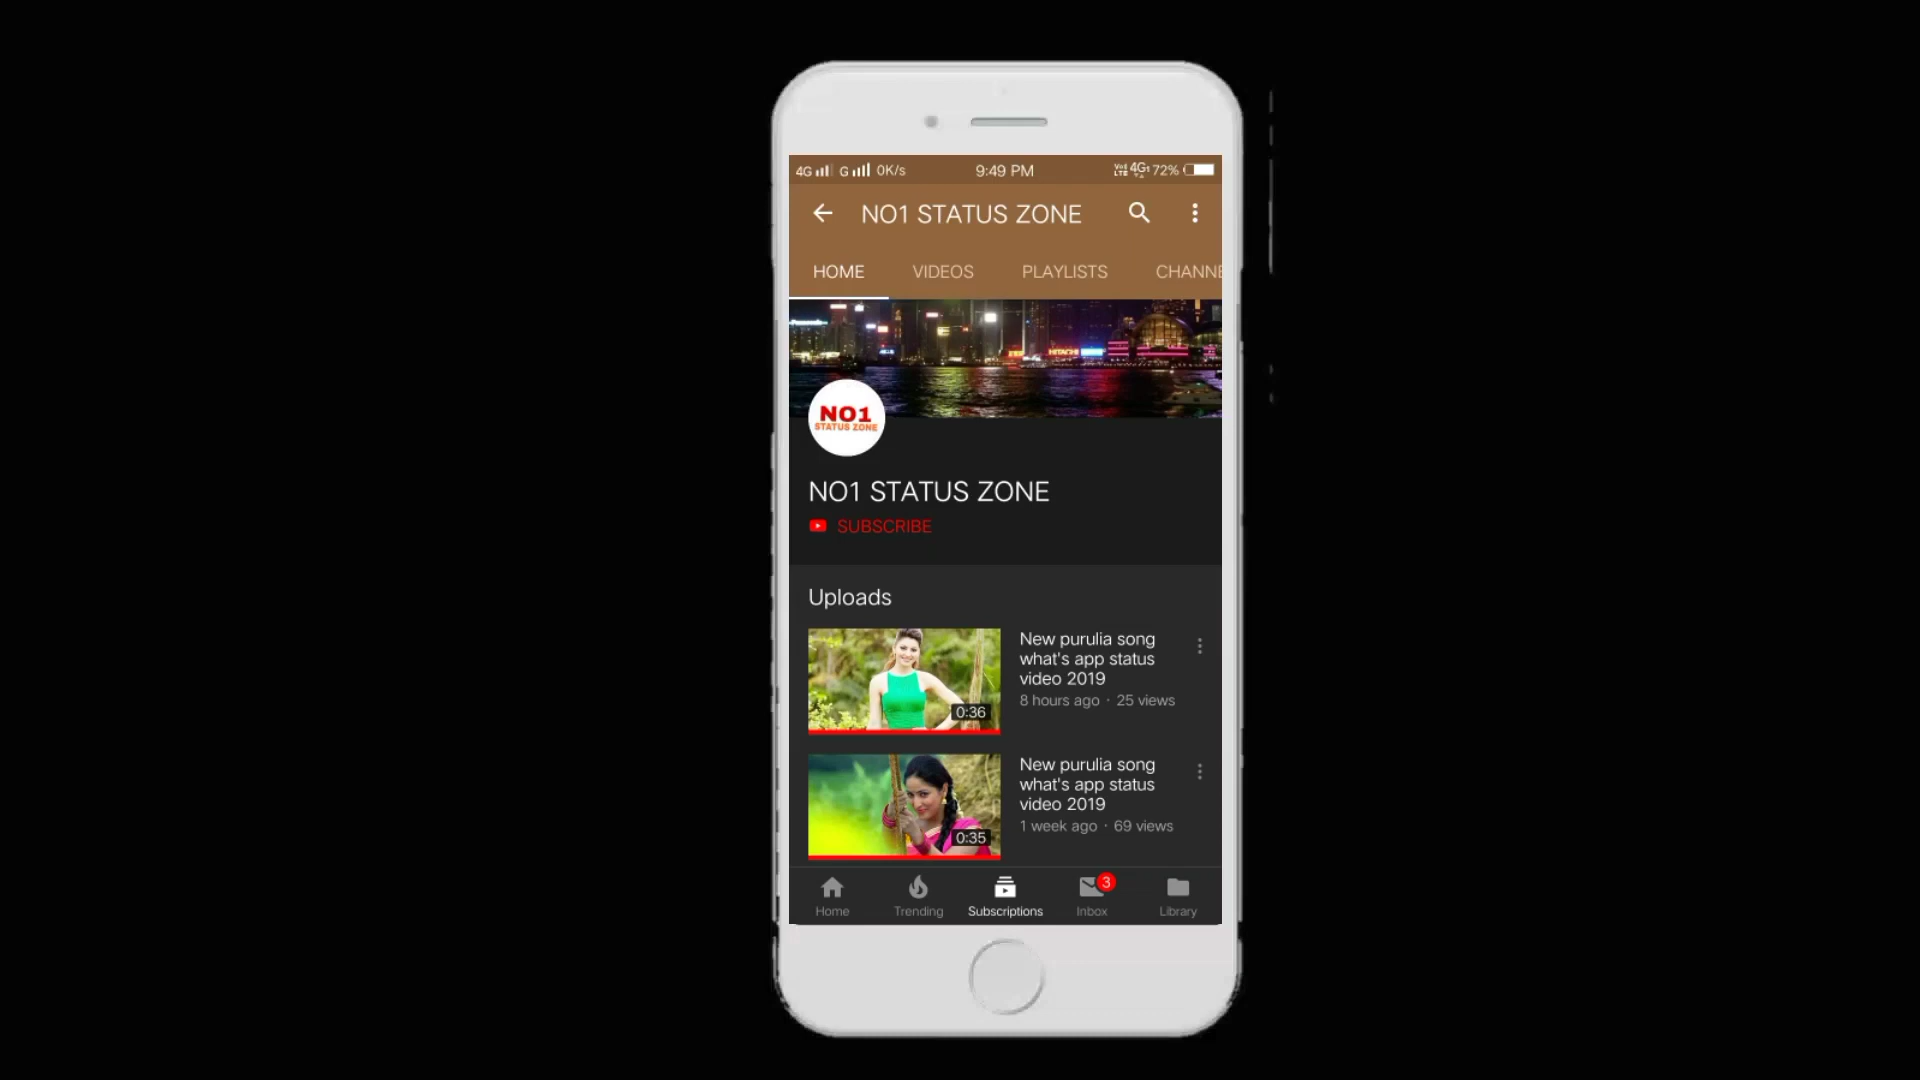 4G G 0K/s 9:49 PM VoI LTE 4G 72%
NO1 STATUS ZONE
HOME VIDEOS PLAYLISTS CHANNE
HITACHI
NO1
STATUS ZONE
NO1 STATUS ZONE
SUBSCRIBE
Uploads
New purulia song
what's app status
video 2019
8 hours ago · 25 views
0:36
New purulia song
what's app status
video 2019
1 week ago · 69 views
0:35
3
Home Trending Subscriptions Inbox Library